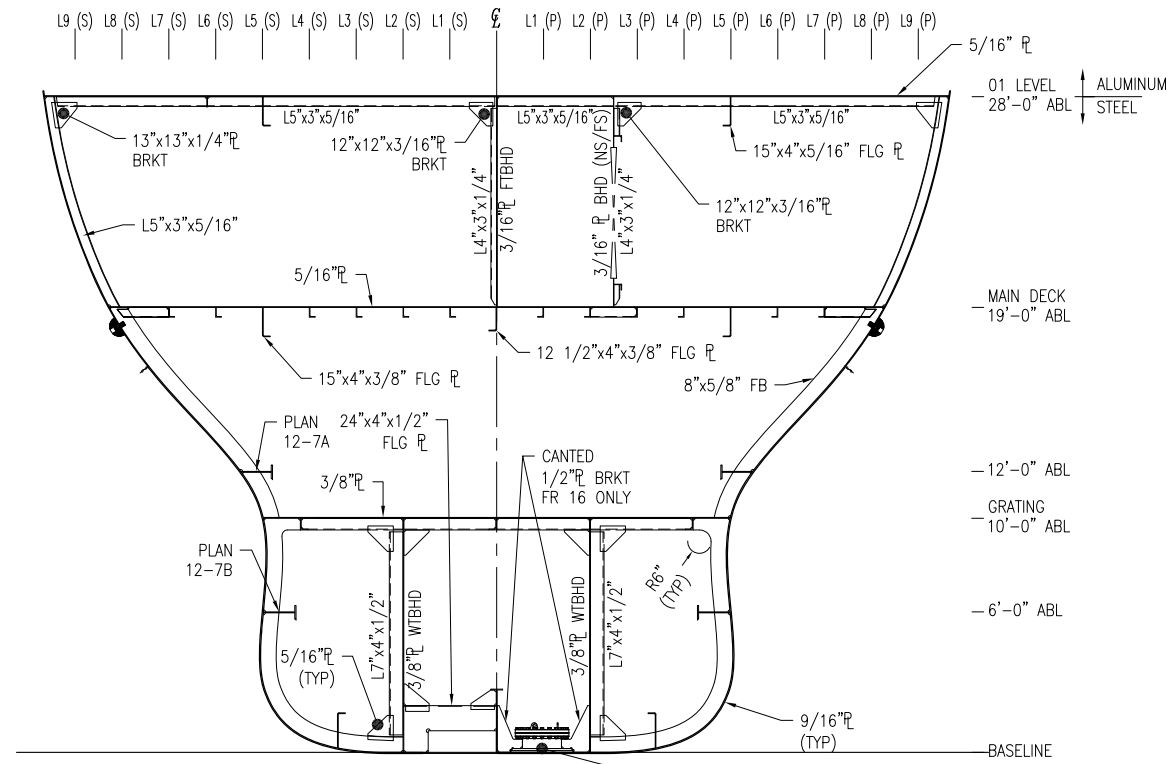 L9 (S) L8 (S) L7 (S) L6 (S) L5 (S) L4 (S) L3 (S) L2 (S) L1 (S) ℄ L1 (P) L2 (P) L3 (P) L4 (P) L5 (P) L6 (P) L7 (P) L8 (P) L9 (P)
5/16" ⅊
01 LEVEL
28'-0" ABL
ALUMINUM
STEEL
L5"x3"x5/16"
L5"x3"x5/16"
L5"x3"x5/16"
13"x13"x1/4"⅊
BRKT
12"x12"x3/16"⅊
BRKT
15"x4"x5/16" FLG ⅊
L4"x3"x1/4"
3/16"⅊ FTBHD
3/16" ⅊ BHD (NS/FS)
L4"x3"x1/4"
12"x12"x3/16"⅊
BRKT
L5"x3"x5/16"
5/16"⅊
MAIN DECK
19'-0" ABL
12 1/2"x4"x3/8" FLG ⅊
15"x4"x3/8" FLG ⅊
8"x5/8" FB
PLAN
12-7A
24"x4"x1/2"
FLG ⅊
CANTED
1/2"⅊ BRKT
FR 16 ONLY
12'-0" ABL
3/8"⅊
GRATING
10'-0" ABL
PLAN
12-7B
L7"x4"x1/2"
3/8"⅊ WTBHD
3/8"⅊ WTBHD
L7"x4"x1/2"
R6"
(TYP)
6'-0" ABL
5/16"⅊
(TYP)
9/16"⅊
(TYP)
BASELINE